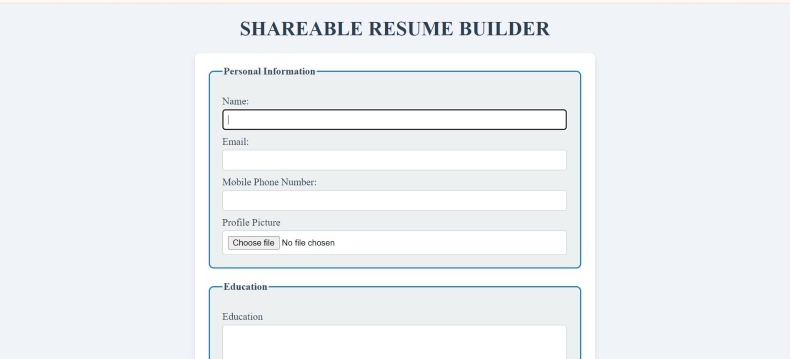 SHAREABLE RESUME BUILDER
Personal Information
Name:
Email:
Mobile Phone Number:
Profile Picture
Choose file No file chosen
Education
Education